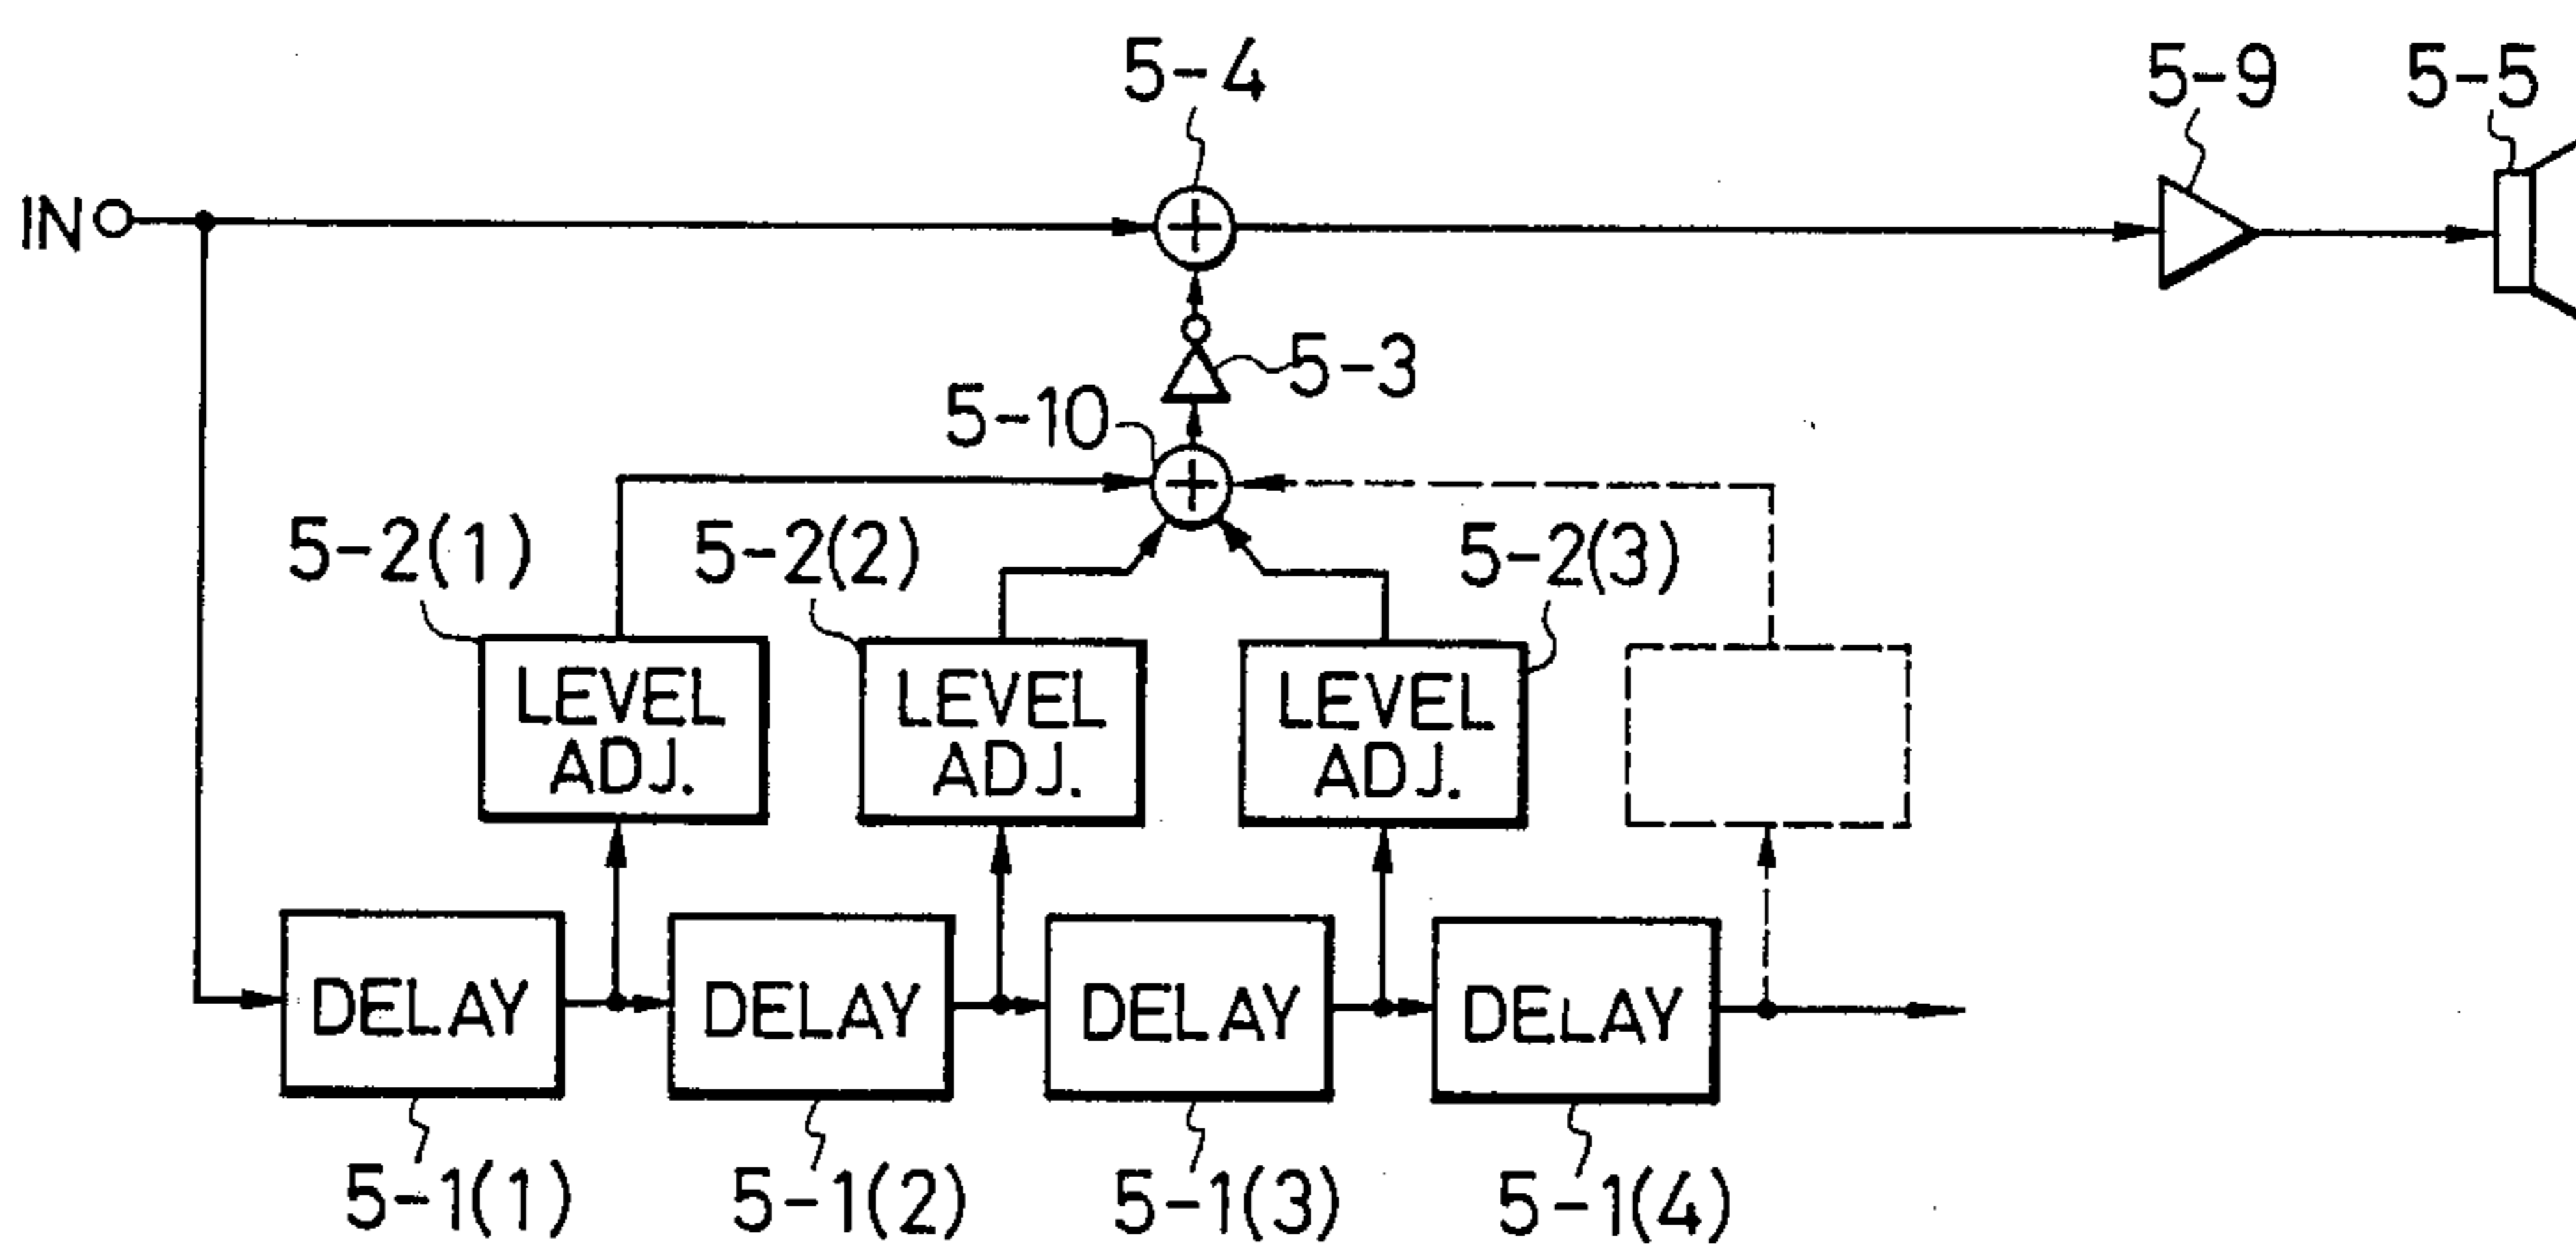 5-4
5-9
5-5
IN
5-3
5-10
5-2(1)
5-2(2)
5-2(3)
LEVEL
ADJ.
LEVEL
ADJ.
LEVEL
ADJ.
DELAY
DELAY
DELAY
DELAY
5-1(1)
5-1(2)
5-1(3)
5-1(4)